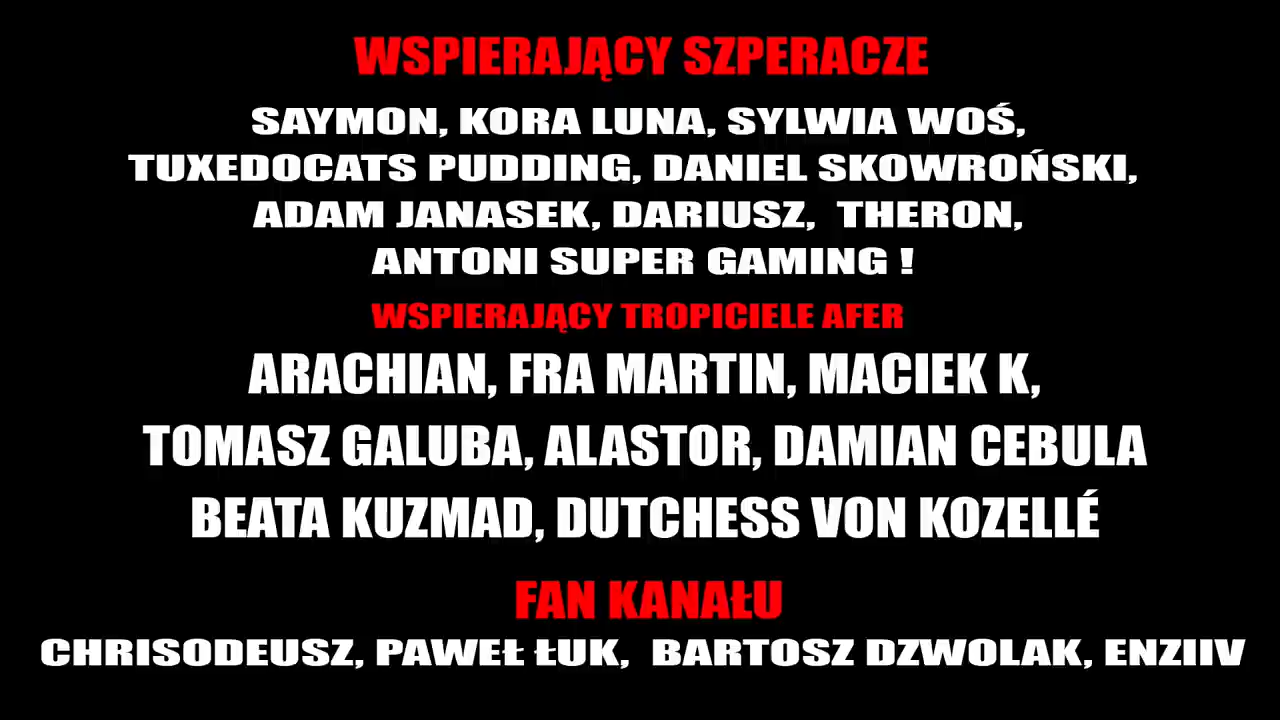 WSPIERAJĄCY SZPERACZE
SAYMON, KORA LUNA, SYLWIA WOŚ,
TUXEDOCATS PUDDING, DANIEL SKOWROŃSKI,
ADAM JANASEK, DARIUSZ, THERON,
ANTONI SUPER GAMING !
WSPIERAJĄCY TROPICIELE AFER
ARACHIAN, FRA MARTIN, MACIEK K,
TOMASZ GALUBA, ALASTOR, DAMIAN CEBULA
BEATA KUZMAD, DUTCHESS VON KOZELLÉ
FAN KANAŁU
CHRISODEUSZ, PAWEŁ ŁUK, BARTOSZ DZWOLAK, ENZIIV